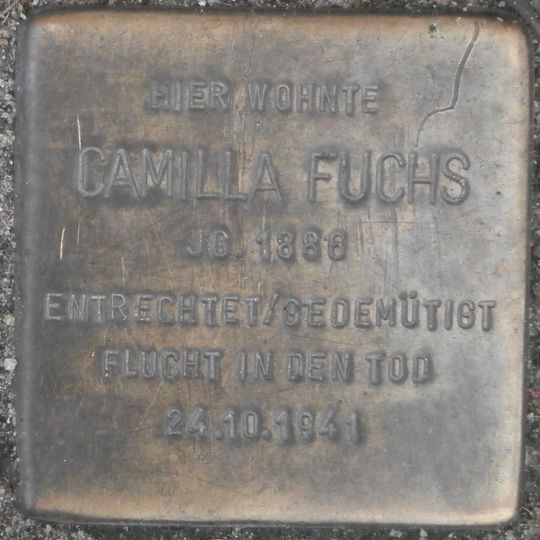 HIER WOHNTE
CAMILLA FUCHS
JG. 1886
ENTRECHTET/GEDEMÜTIGT
FLUCHT IN DEN TOD
24.10.1941